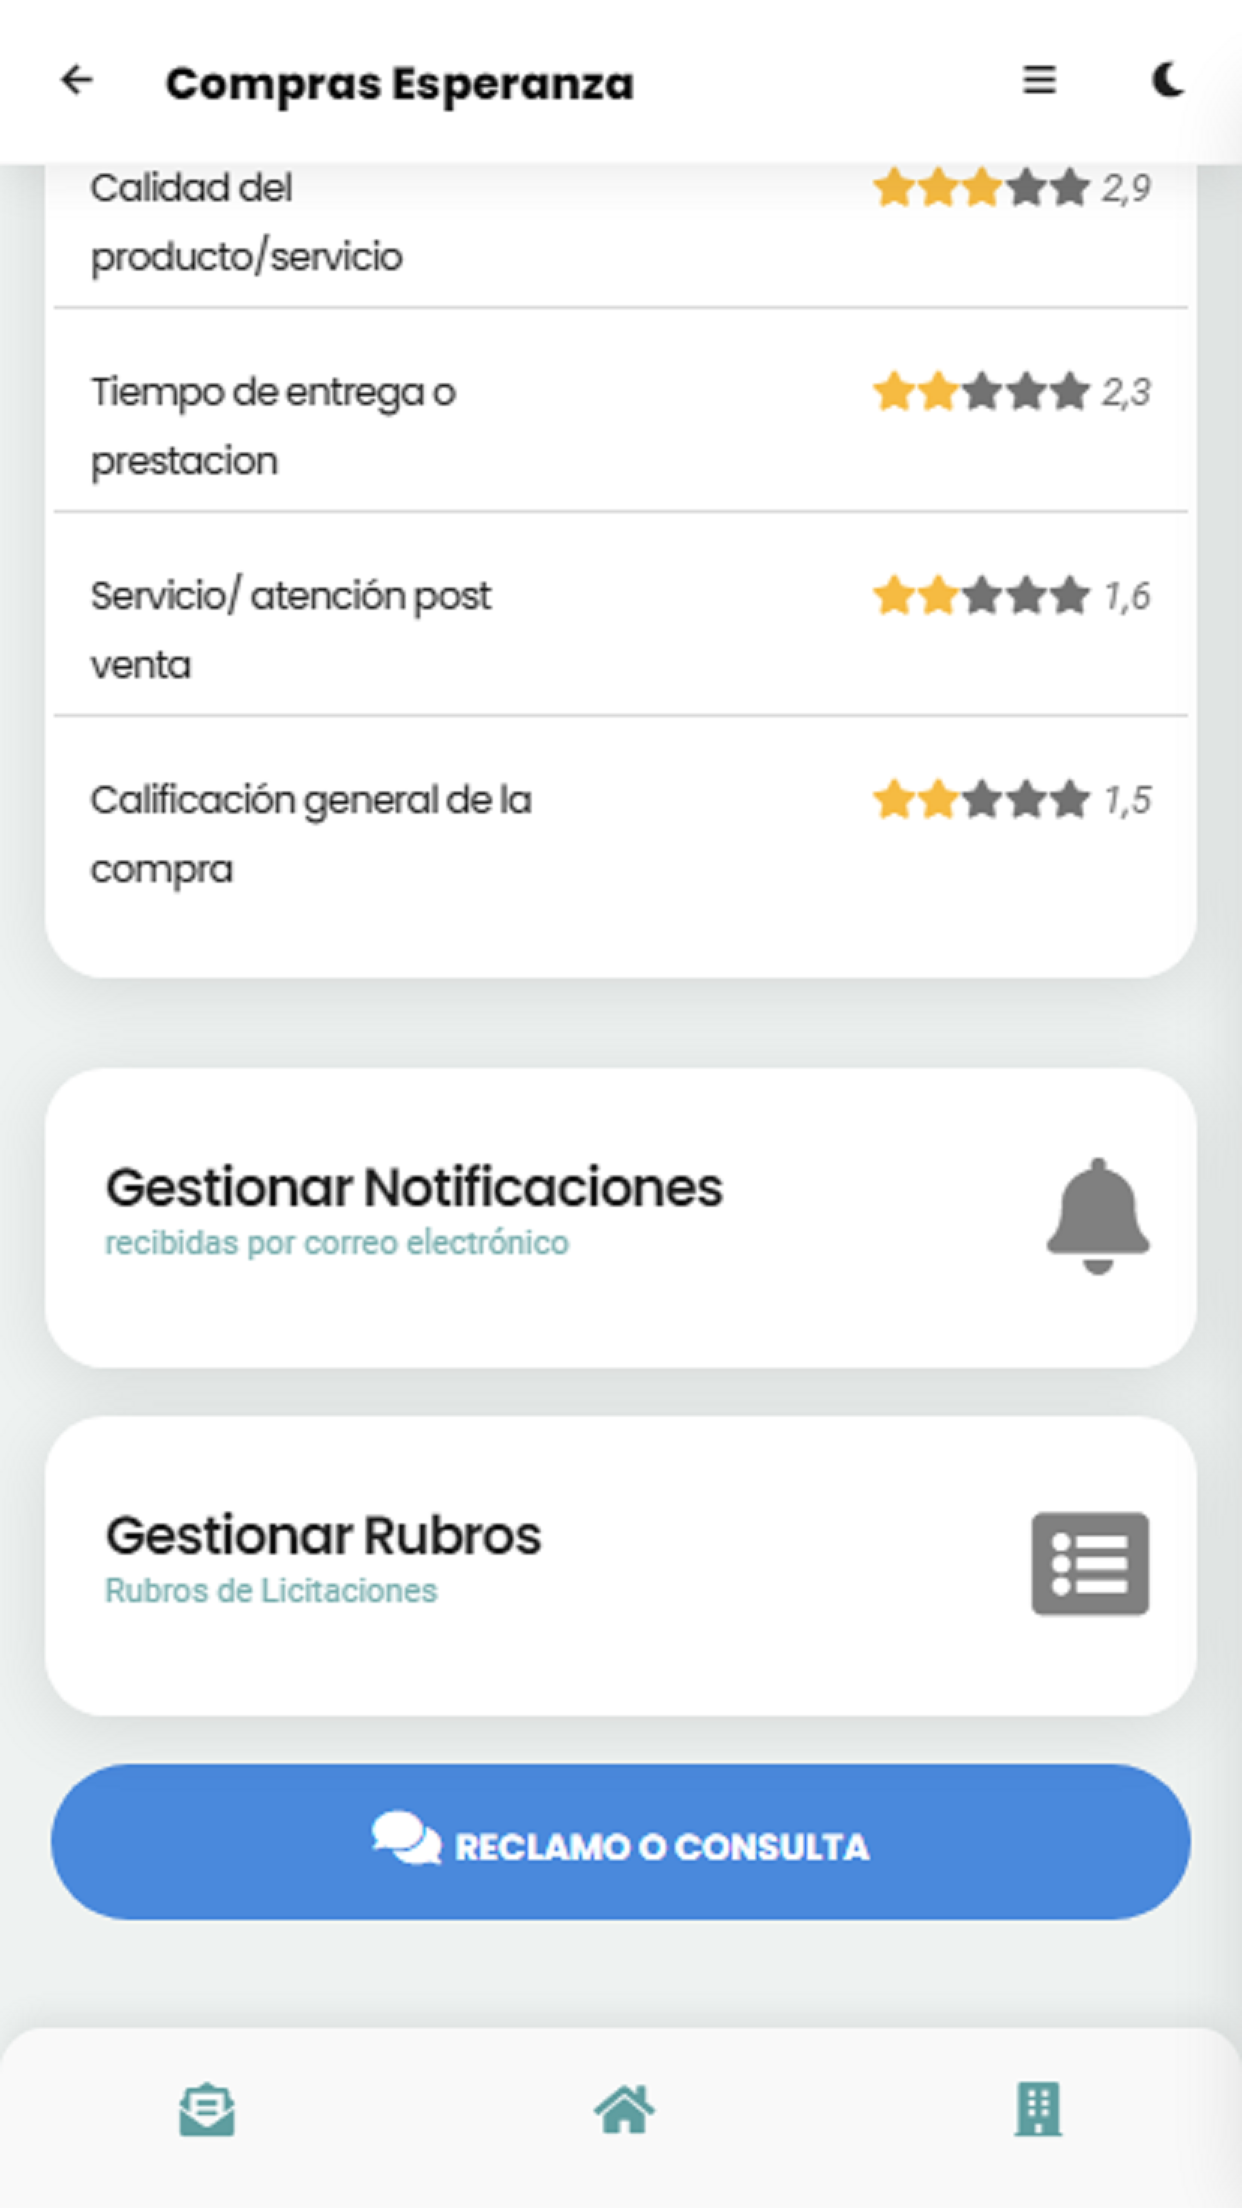 Compras Esperanza
Calidad del 2,9
producto/servicio
Tiempo de entrega o 2,3
prestacion
Servicio/ atención post 1,6
venta
Calificación general de la 1,5
compra
Gestionar Notificaciones
recibidas por correo electrónico
Gestionar Rubros
Rubros de Licitaciones
RECLAMO O CONSULTA